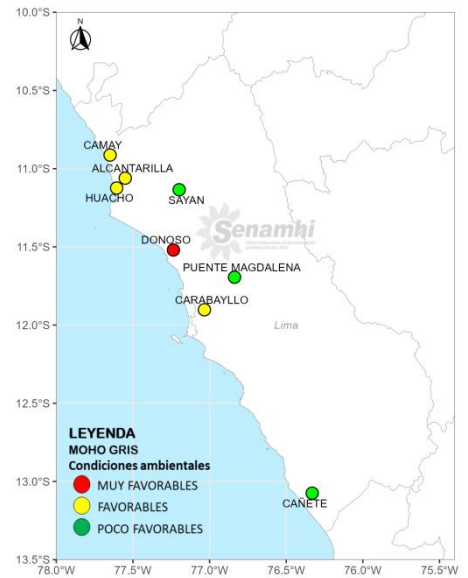 10.0°S
N
10.5°S
CAMAY
11.0°S
ALCANTARILLA
HUACHO
SAYAN
Senamhi
11.5°S
DONOSO
PUENTE MAGDALENA
CARABAYLLO
12.0°S
Lima
12.5°S
LEYENDA
MOHO GRIS
Condiciones ambientales
MUY FAVORABLES
FAVORABLES
POCO FAVORABLES
13.0°S
CAÑETE
13.5°S
78.0°W 77.5°W 77.0°W 76.5°W 76.0°W 75.5°W